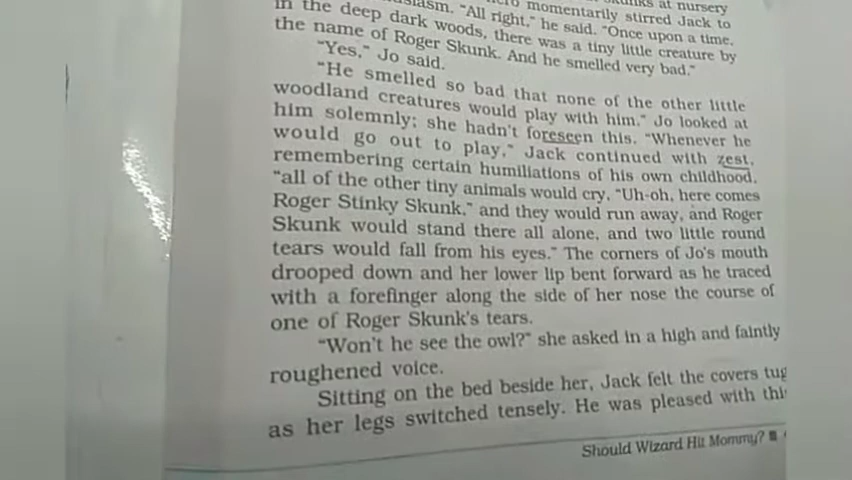 skunks at nursery
momentarily stirred Jack to
"All right," he said. "Once upon a time,
in the deep dark woods, there was a tiny little creature by
the name of Roger Skunk. And he smelled very bad."
"Yes," Jo said.
"He smelled so bad that none of the other little
woodland creatures would play with him." Jo looked at
him solemnly; she hadn't foreseen this. "Whenever he
would go out to play," Jack continued with zest,
remembering certain humiliations of his own childhood,
"all of the other tiny animals would cry, "Uh-oh, here comes
Roger Stinky Skunk," and they would run away, and Roger
Skunk would stand there all alone, and two little round
tears would fall from his eyes." The corners of Jo's mouth
drooped down and her lower lip bent forward as he traced
with a forefinger along the side of her nose the course of
one of Roger Skunk's tears.
"Won't he see the owl?" she asked in a high and faintly
roughened voice.
Sitting on the bed beside her, Jack felt the covers tug
as her legs switched tensely. He was pleased with this
Should Wizard Hit Mommy?